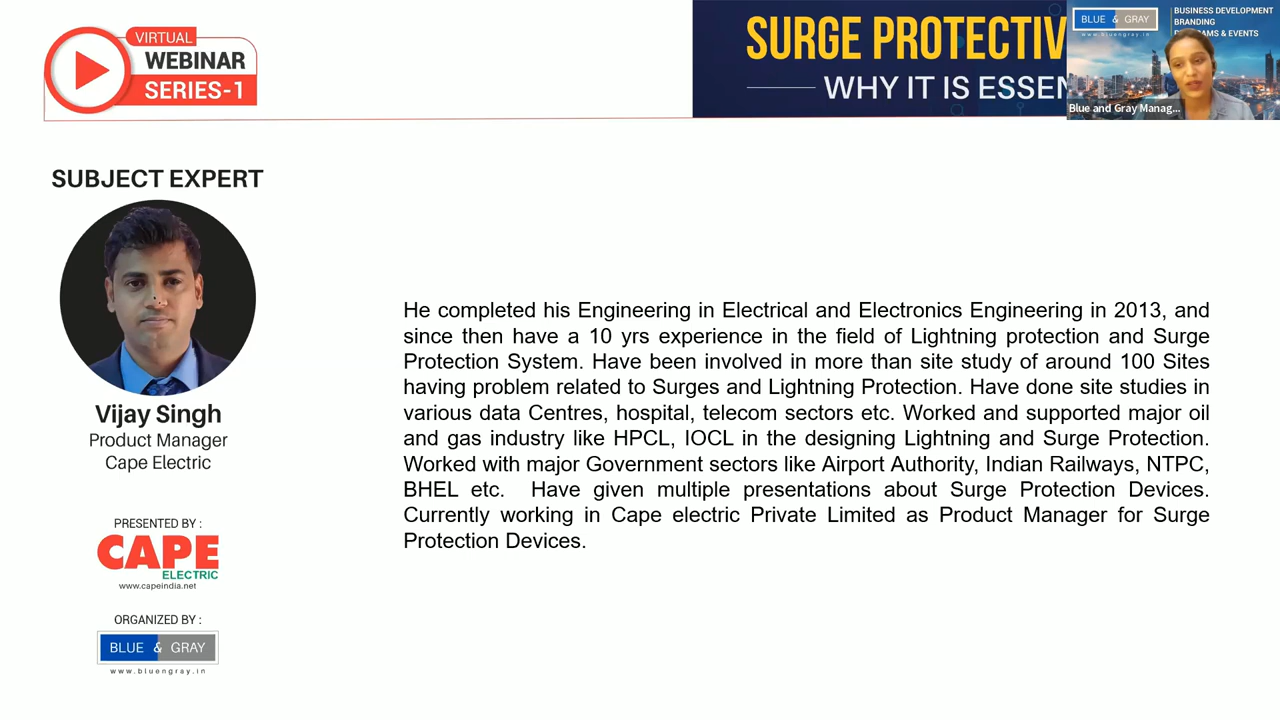 VIRTUAL
WEBINAR
SERIES-1
SURGE PROTECTIV
WHY IT IS ESSEN
BLUE & GRAY
www.bluengray.in
BUSINESS DEVELOPMENT
BRANDING
& EVENTS
Blue and Gray Manag...
SUBJECT EXPERT
Vijay Singh
Product Manager
Cape Electric
PRESENTED BY :
CAPE
ELECTRIC
www.capeindia.net
ORGANIZED BY :
BLUE & GRAY
www.bluengray.in
He completed his Engineering in Electrical and Electronics Engineering in 2013, and
since then have a 10 yrs experience in the field of Lightning protection and Surge
Protection System. Have been involved in more than site study of around 100 Sites
having problem related to Surges and Lightning Protection. Have done site studies in
various data Centres, hospital, telecom sectors etc. Worked and supported major oil
and gas industry like HPCL, IOCL in the designing Lightning and Surge Protection.
Worked with major Government sectors like Airport Authority, Indian Railways, NTPC,
BHEL etc.  Have given multiple presentations about Surge Protection Devices.
Currently working in Cape electric Private Limited as Product Manager for Surge
Protection Devices.